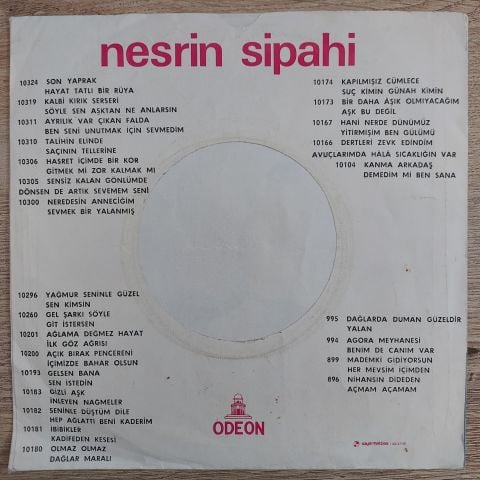 nesrin sipahi
10324 SON YAPRAK
HAYAT TATLI BİR RÜYA
10319 KALBİ KIRIK SERSERİ
SÖYLE SEN AŞKTAN NE ANLARSIN
10311 AYRILIK VAR ÇIKAN FALDA
BEN SENİ UNUTMAK İÇİN SEVMEDİM
10310 TALİHİN ELİNDE
SAÇININ TELLERİNE
10306 HASRET İÇİMDE BİR KOR
GİTMEK Mİ ZOR KALMAK MI
10305 SENSİZ KALAN GÖNLÜMDE
DÖNSEN DE ARTIK SEVEMEM SENİ
10300 NEREDESİN ANNECİĞİM
SEVMEK BİR YALANMIŞ
10174 KAPILMIŞIZ CÜMLECE
SUÇ KİMİN GÜNAH KİMİN
10173 BİR DAHA ÂŞIK OLMIYACAĞIM
AŞK BU DEĞİL
10167 HANİ NERDE DÜNÜMÜZ
YİTİRMİŞİM BEN GÜLÜMÜ
10166 DERTLERİ ZEVK EDİNDİM
AVUÇLARIMDA HÂLÂ SICAKLIĞIN VAR
10104 KANMA ARKADAŞ
DEMEDİM Mİ BEN SANA
10296 YAĞMUR SENİNLE GÜZEL
SEN KİMSİN
10260 GEL ŞARKI SÖYLE
GİT İSTERSEN
10201 AĞLAMA DEĞMEZ HAYAT
İLK GÖZ AĞRISI
10200 AÇIK BIRAK PENCERENİ
İÇİMİZDE BAHAR OLSUN
10193 GELSEN BANA
SEN İSTEDİN
10183 GİZLİ AŞK
İNLEYEN NAĞMELER
10182 SENİNLE DÜŞTÜM DİLE
HEP AĞLATTI BENİ KADERİM
10181 İBİBİKLER
KADİFEDEN KESESİ
10180 OLMAZ OLMAZ
DAĞLAR MARALI
995 DAĞLARDA DUMAN GÜZELDİR
YALAN
994 AGORA MEYHANESİ
BENİM DE CANIM VAR
899 MADEMKİ GİDİYORSUN
HER MEVSİM İÇİMDEN
896 NİHANSIN DİDEDEN
AÇMAM AÇAMAM
ODEON